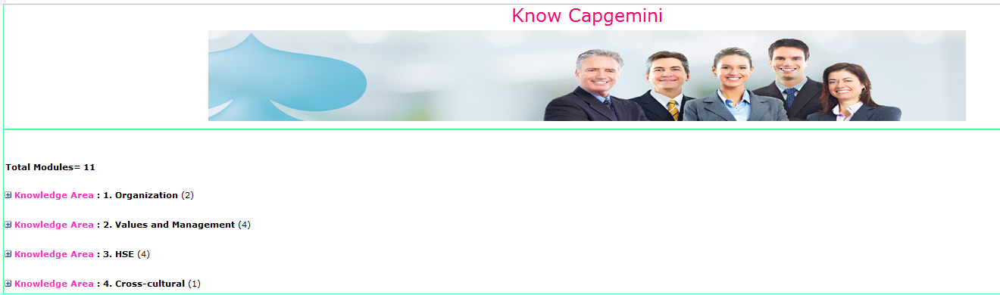 Know Capgemini
Total Modules= 11
Knowledge Area : 1. Organization (2)
Knowledge Area : 2. Values and Management (4)
Knowledge Area : 3. HSE (4)
Knowledge Area : 4. Cross-cultural (1)